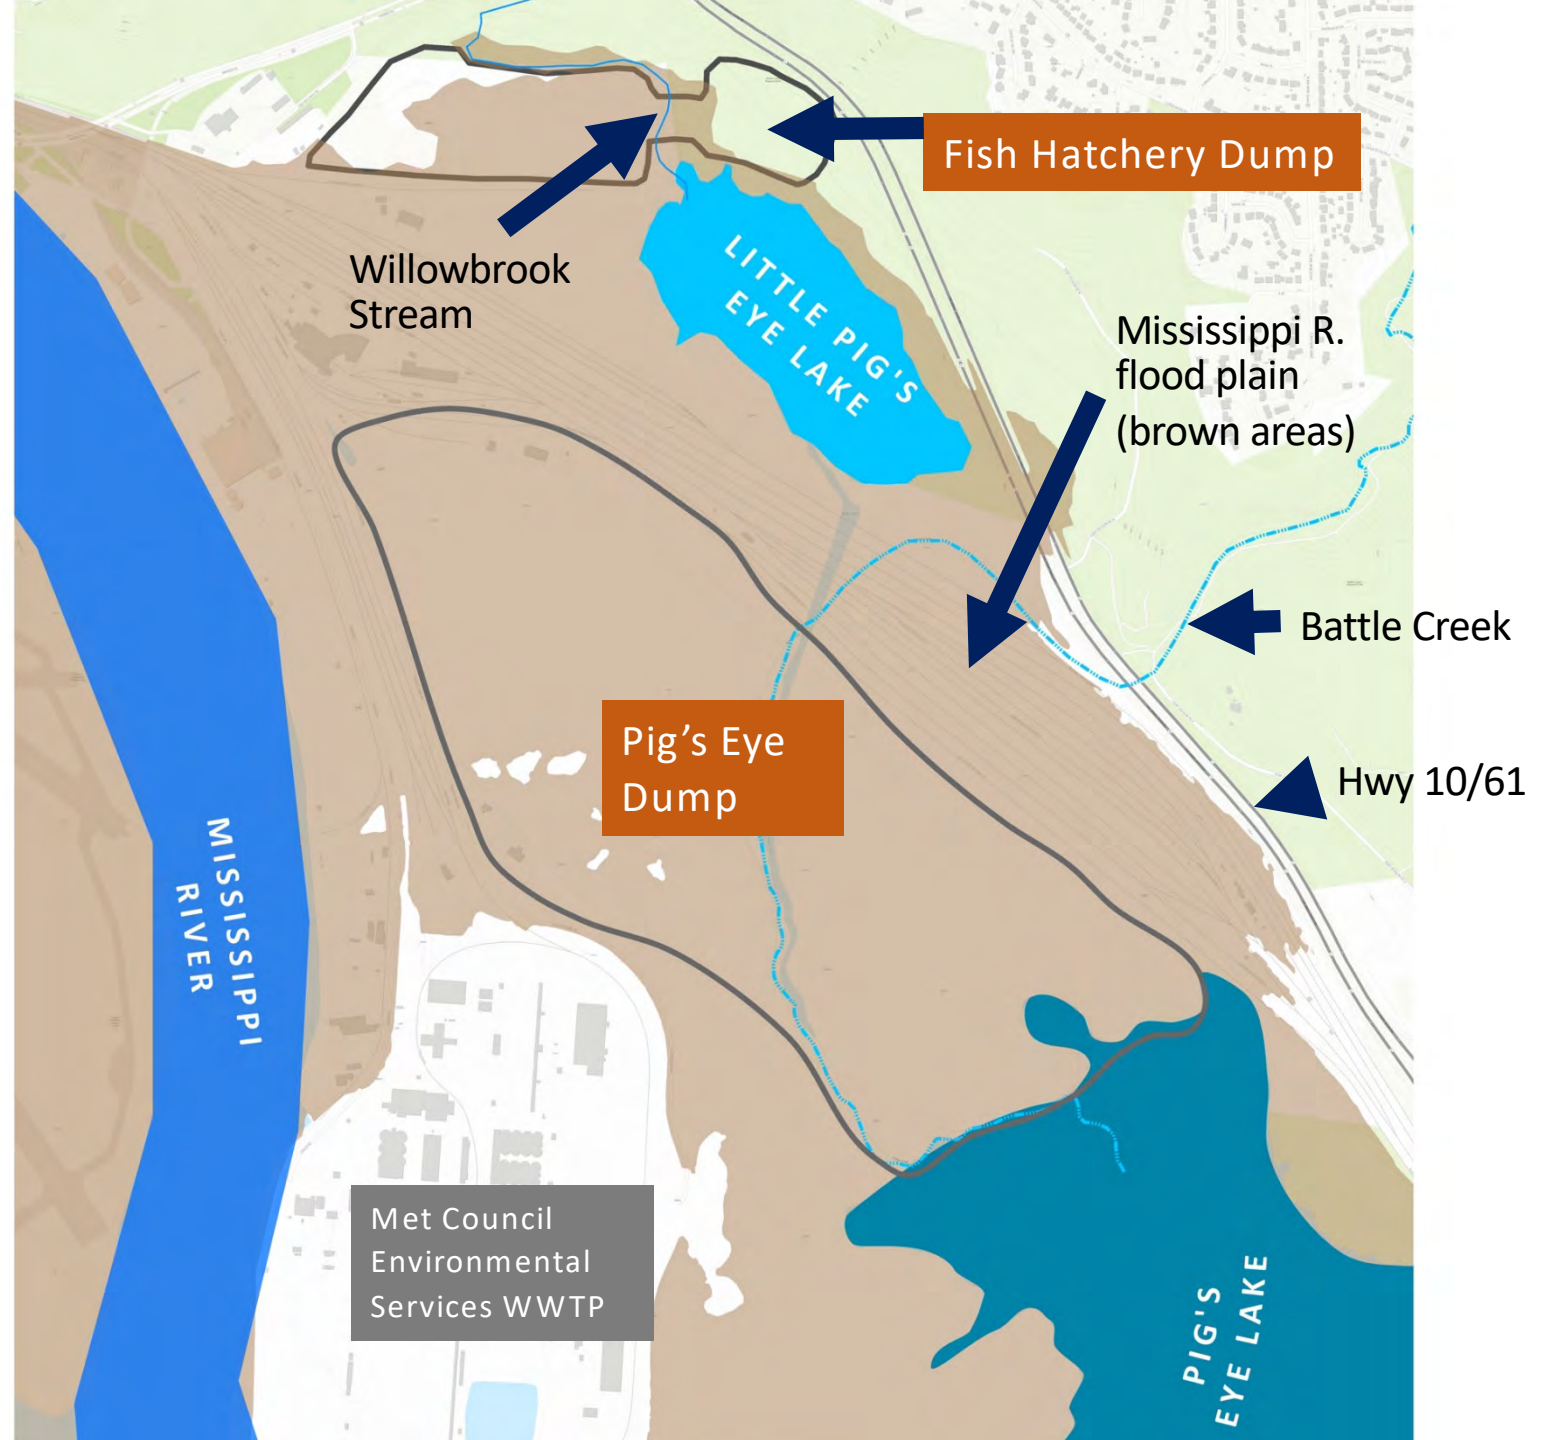 Fish Hatchery Dump
Willowbrook
Stream
LITTLE PIG'S
EYE LAKE
Mississippi R.
flood plain
(brown areas)
Battle Creek
Pig’s Eye
Dump
Hwy 10/61
MISSISSIPPI
RIVER
Met Council
Environmental
Services WWTP
PIG'S
EYE LAKE